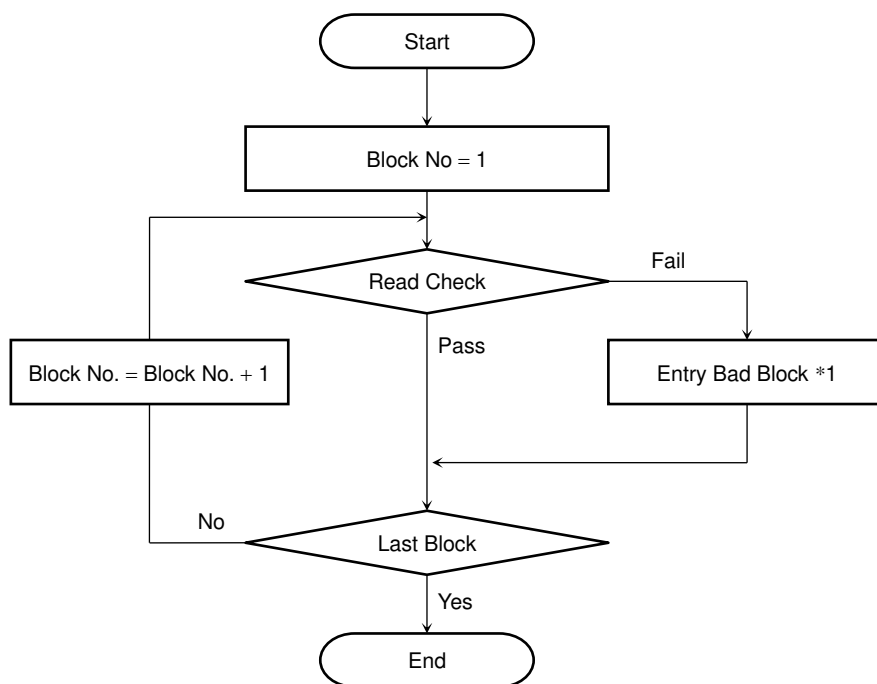 Start
Block No = 1
Read Check
Fail
Pass
Block No. = Block No. + 1
Entry Bad Block *1
No
Last Block
Yes
End